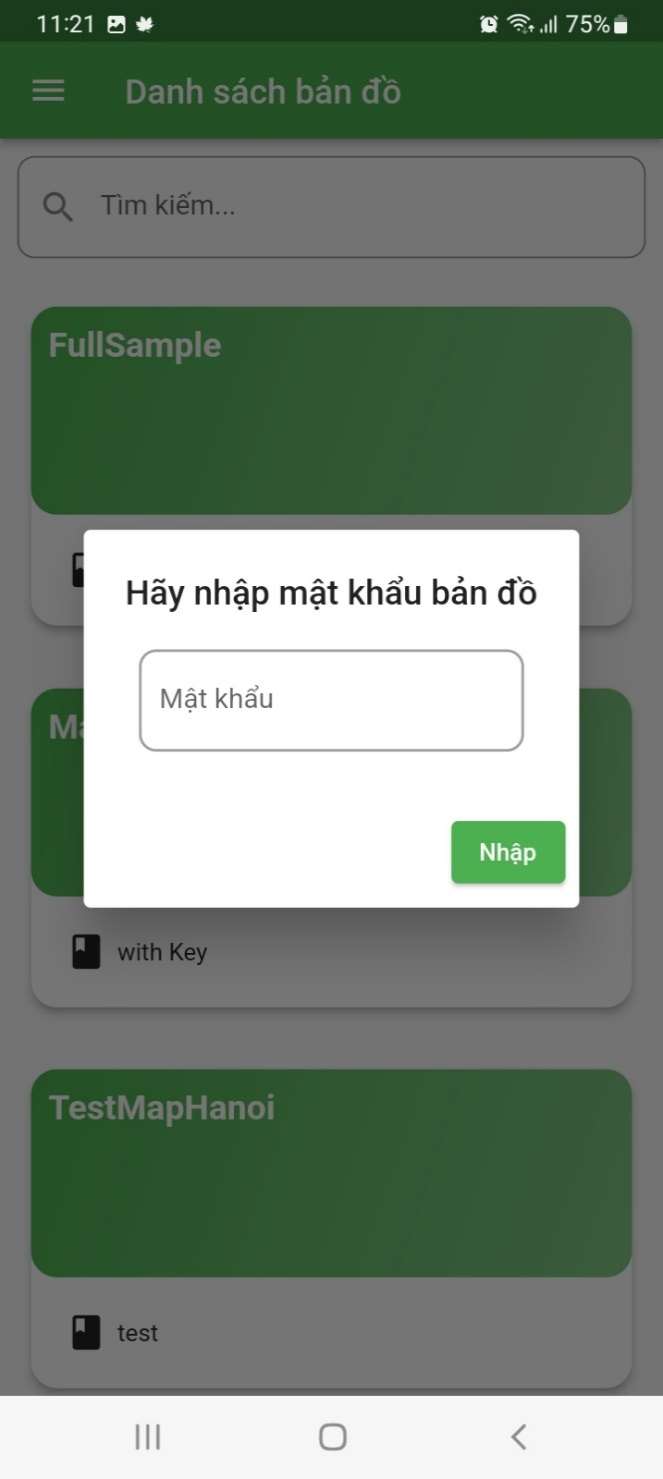 11:21 75%
Danh sách bản đồ
Tìm kiếm...
FullSample
Hãy nhập mật khẩu bản đồ
Mật khẩu
Nhập
with Key
TestMapHanoi
test